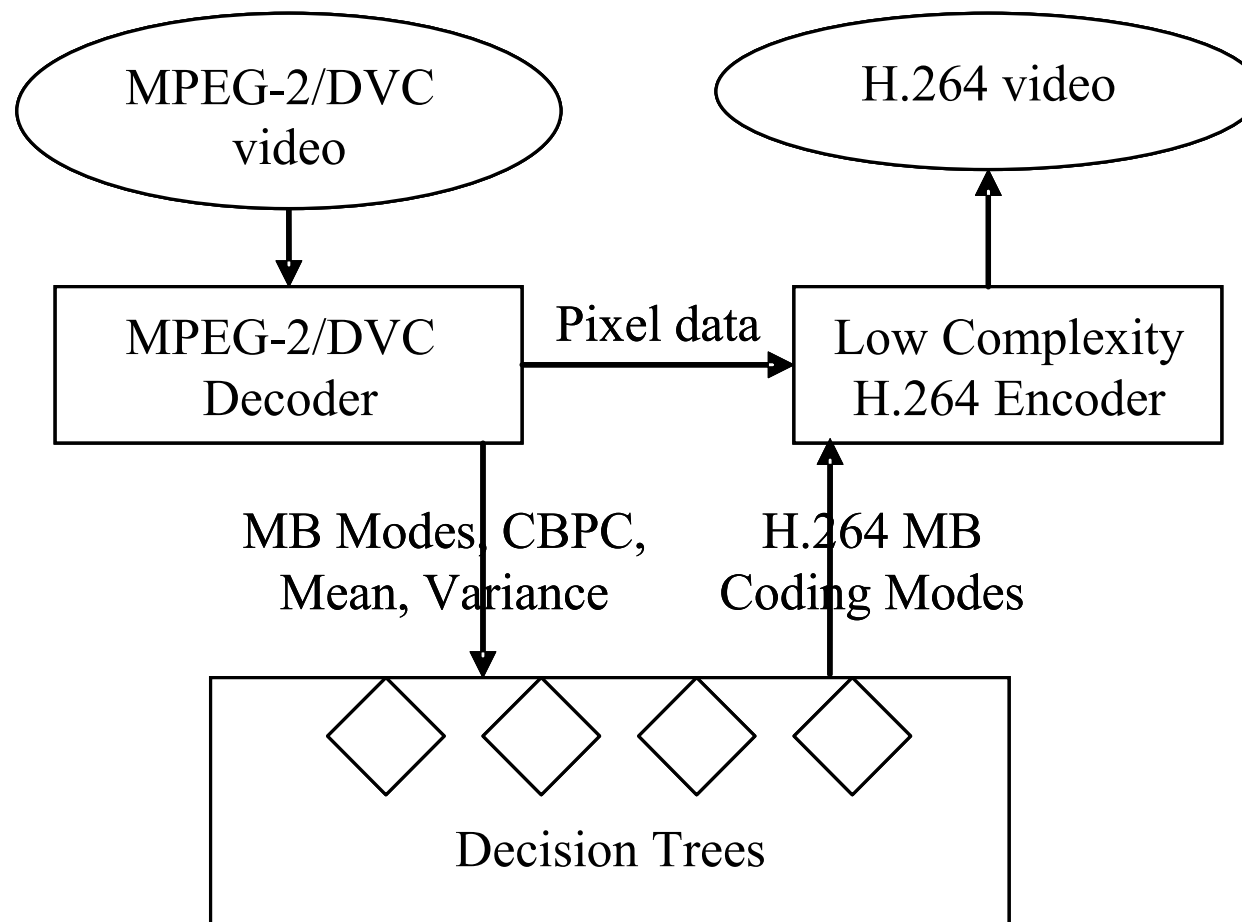 MPEG-2/DVC
video
H.264 video
MPEG-2/DVC
Decoder
Pixel data
Low Complexity
H.264 Encoder
MB Modes, CBPC,
Mean, Variance
H.264 MB
Coding Modes
Decision Trees